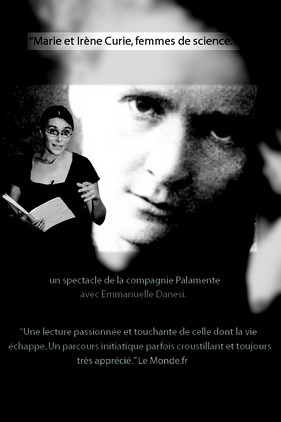 "Marie et Irène Curie, femmes de science.
un spectacle de la compagnie Palamente
avec Emmanuelle Danesi.
"Une lecture passionnée et touchante de celle dont la vie
échappe. Un parcours initiatique parfois croustillant et toujours
très apprécié." Le Monde.fr